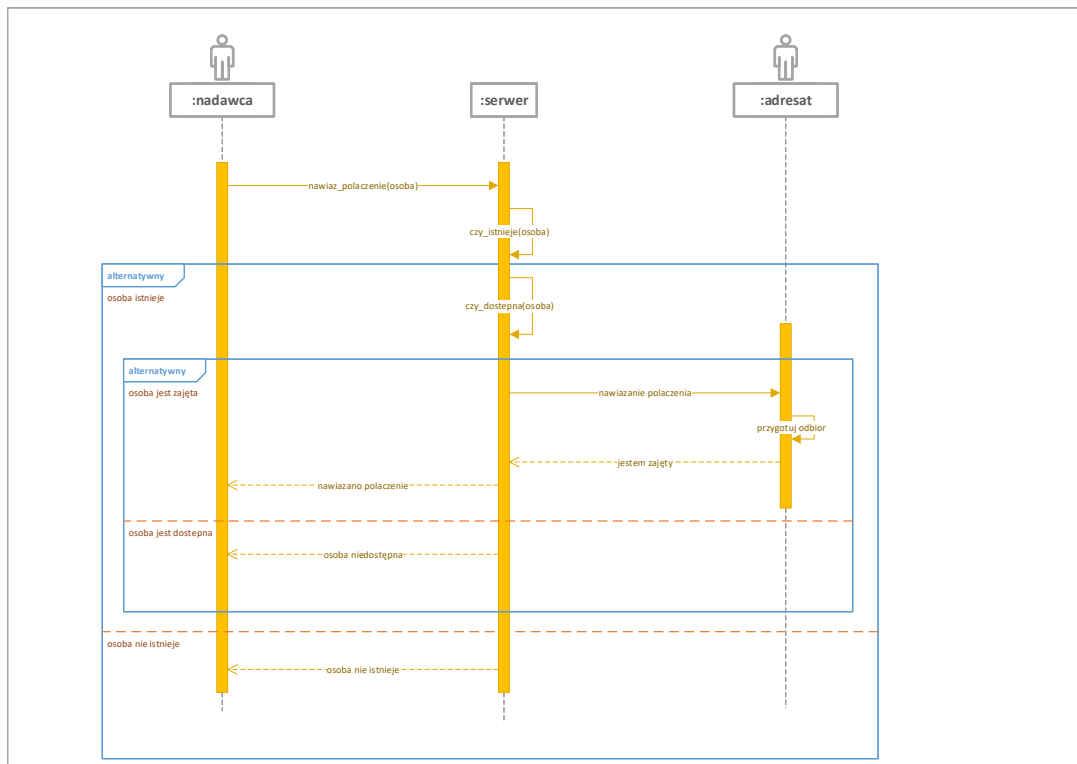 :nadawca
:serwer
:adresat
nawiaz_polaczenie(osoba)
czy_istnieje(osoba)
alternatywny
osoba istnieje
czy_dostepna(osoba)
alternatywny
osoba jest zajęta
nawiazanie polaczenia
przygotuj odbior
jestem zajęty
nawiazano polaczenie
osoba jest dostepna
osoba niedostępna
osoba nie istnieje
osoba nie istnieje